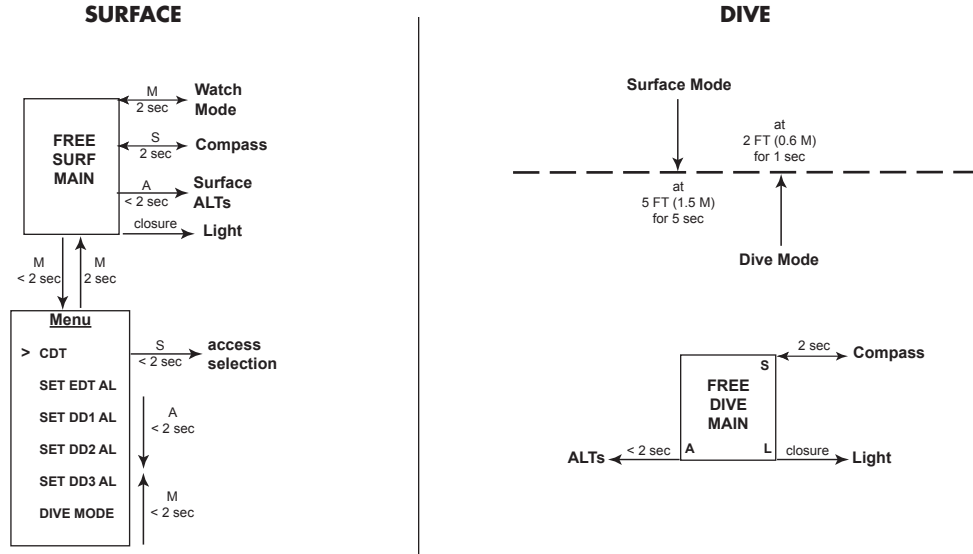 SURFACE
M
2 sec
Watch
Mode
FREE
SURF
MAIN
S
2 sec
Compass
A
< 2 sec
Surface
ALTs
closure
Light
M
< 2 sec
M
2 sec
Menu
> CDT
S
< 2 sec
access
selection
SET EDT AL
SET DD1 AL
A
< 2 sec
SET DD2 AL
SET DD3 AL
M
< 2 sec
DIVE MODE
DIVE
Surface Mode
at
2 FT (0.6 M)
for 1 sec
at
5 FT (1.5 M)
for 5 sec
Dive Mode
2 sec
Compass
S
FREE
DIVE
MAIN
ALTs
< 2 sec
A
L
closure
Light